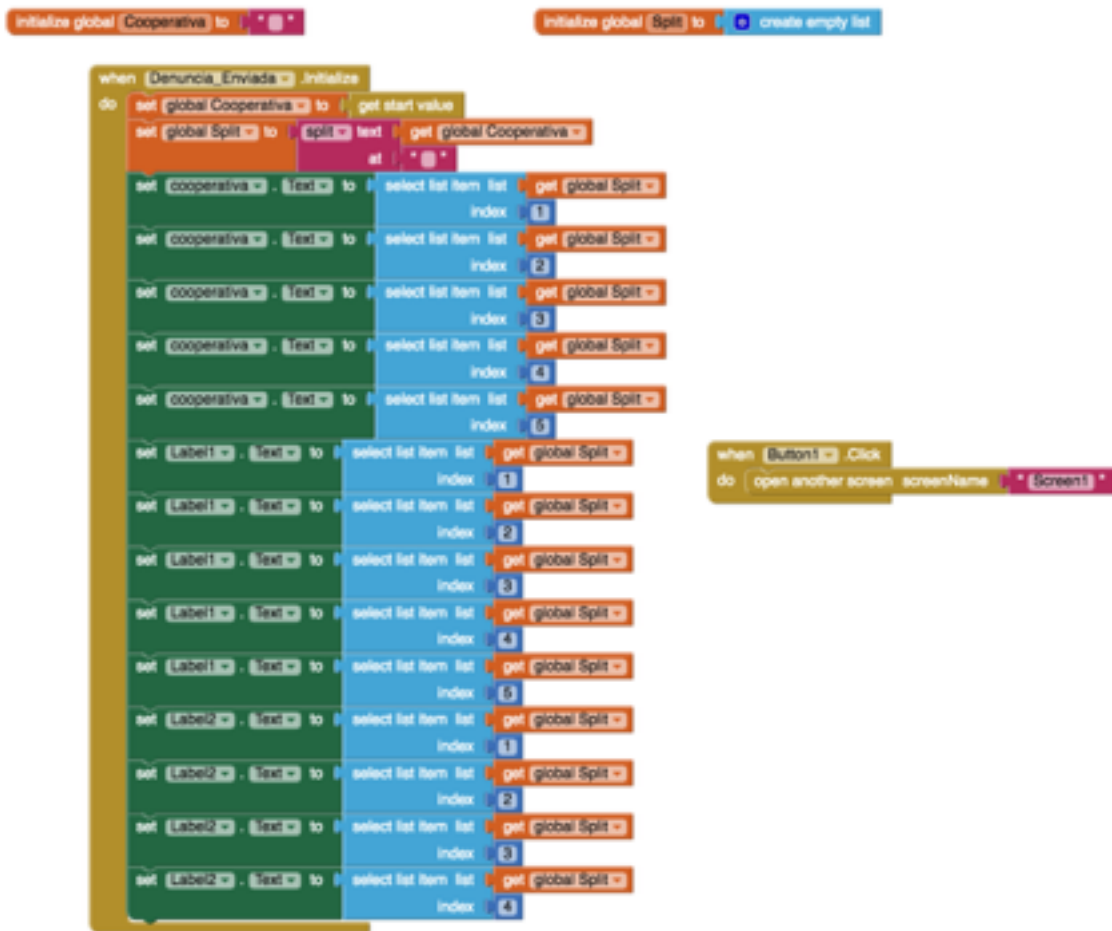 initialize global Cooperativa to " "
initialize global Split to create empty list
when Denuncia_Enviada .Initialize
do set global Cooperativa to get start value
set global Split to split text get global Cooperativa
at " "
set cooperativa . Text to select list item list get global Split
index 1
set cooperativa . Text to select list item list get global Split
index 2
set cooperativa . Text to select list item list get global Split
index 3
set cooperativa . Text to select list item list get global Split
index 4
set cooperativa . Text to select list item list get global Split
index 5
set Label1 . Text to select list item list get global Split
index 1
set Label1 . Text to select list item list get global Split
index 2
set Label1 . Text to select list item list get global Split
index 3
set Label1 . Text to select list item list get global Split
index 4
set Label1 . Text to select list item list get global Split
index 5
set Label2 . Text to select list item list get global Split
index 1
set Label2 . Text to select list item list get global Split
index 2
set Label2 . Text to select list item list get global Split
index 3
set Label2 . Text to select list item list get global Split
index 4
when Button1 .Click
do open another screen screenName " Screen1 "